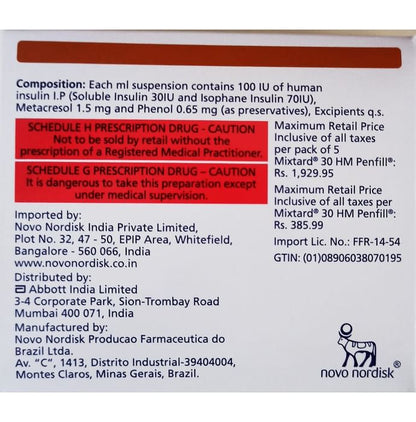 Composition: Each ml suspension contains 100 IU of human
insulin I.P (Soluble Insulin 30IU and Isophane Insulin 70IU),
Metacresol 1.5 mg and Phenol 0.65 mg (as preservatives), Excipients q.s.
SCHEDULE H PRESCRIPTION DRUG - CAUTION
Not to be sold by retail without the
prescription of a Registered Medical Practitioner.
SCHEDULE G PRESCRIPTION DRUG – CAUTION
It is dangerous to take this preparation except
under medical supervision.
Maximum Retail Price
Inclusive of all taxes
per pack of 5
Mixtard® 30 HM Penfill®:
Rs. 1,929.95
Maximum Retail Price
Inclusive of all taxes per
Mixtard® 30 HM Penfill®:
Rs. 385.99
Import Lic. No.: FFR-14-54
GTIN: (01)08906038070195
Imported by:
Novo Nordisk India Private Limited,
Plot No. 32, 47 - 50, EPIP Area, Whitefield,
Bangalore - 560 066, India
www.novonordisk.co.in
Distributed by:
Abbott India Limited
3-4 Corporate Park, Sion-Trombay Road
Mumbai 400 071, India
Manufactured by:
Novo Nordisk Producao Farmaceutica do
Brazil Ltda.
Av. “C”, 1413, Distrito Industrial-39404004,
Montes Claros, Minas Gerais, Brazil.
novo nordisk®